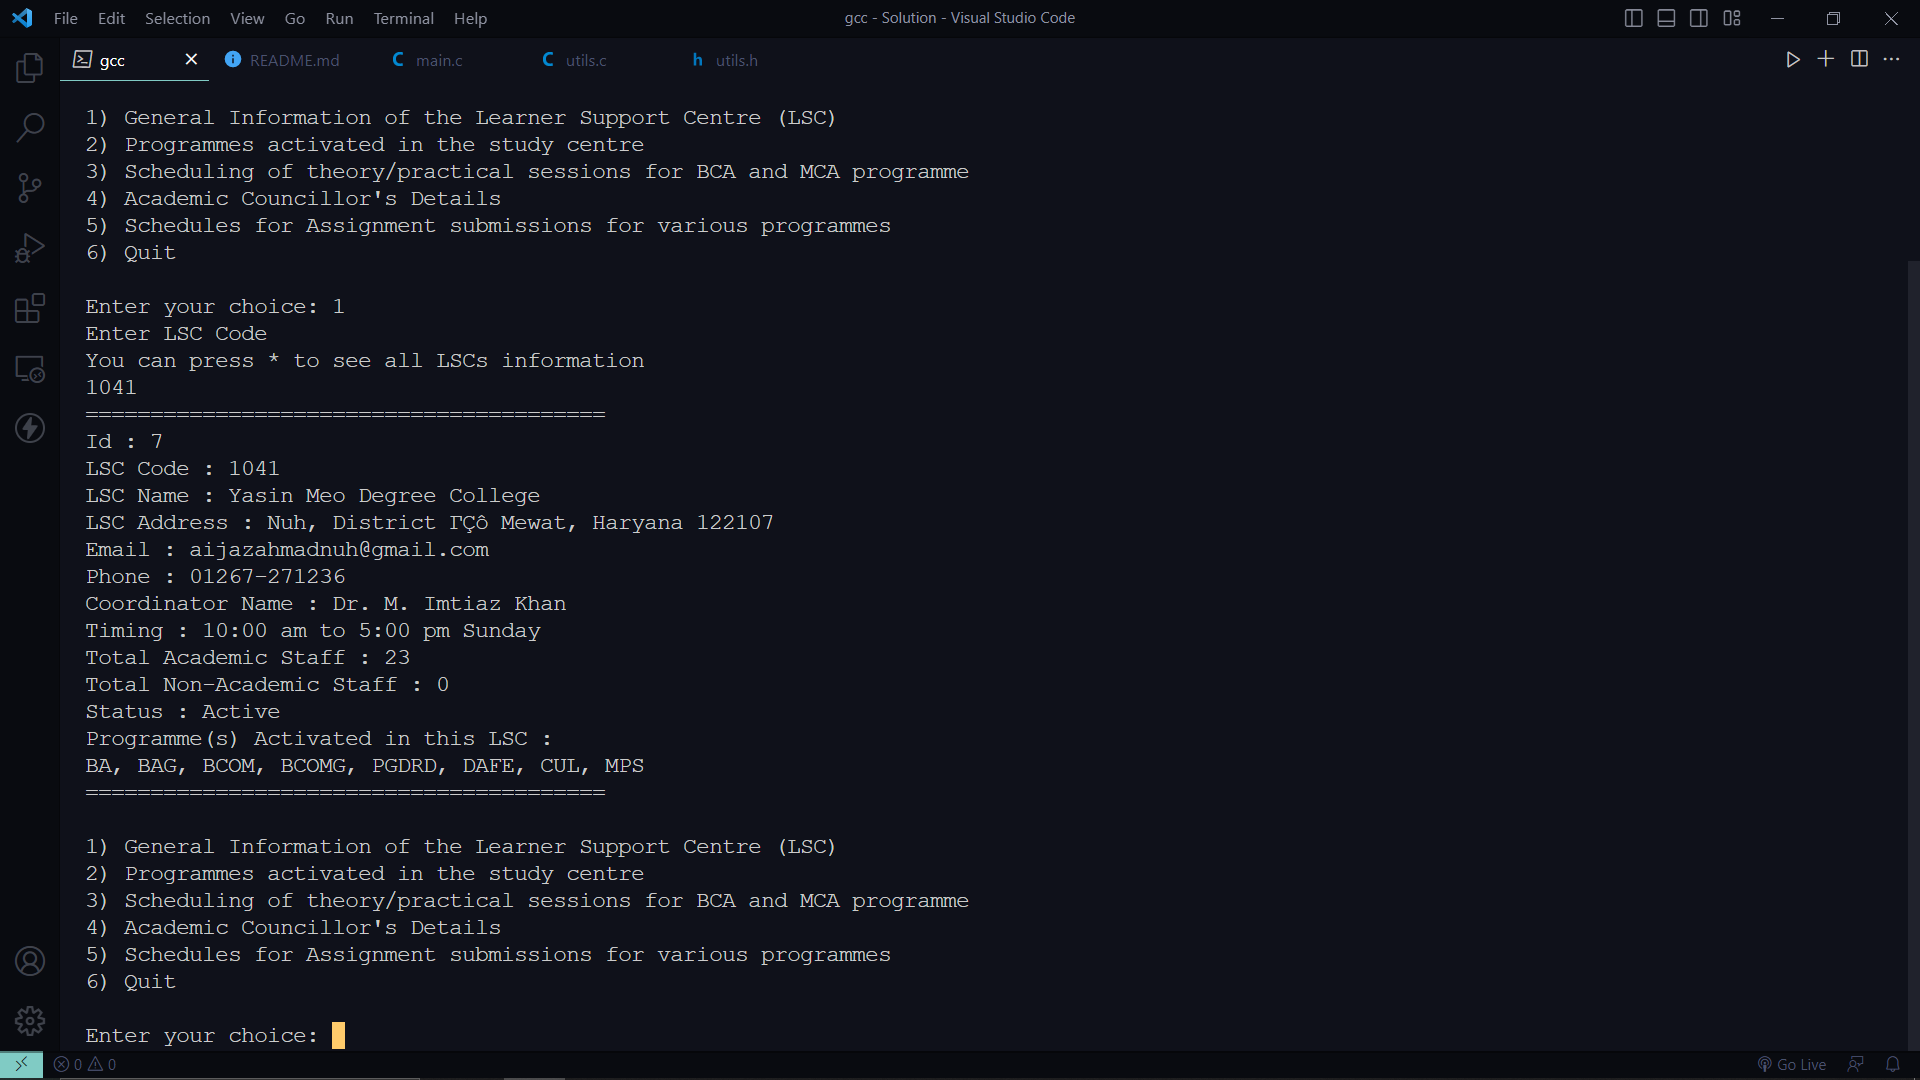 File Edit Selection View Go Run Terminal Help gcc - Solution - Visual Studio Code
gcc README.md C main.c C utils.c h utils.h
1) General Information of the Learner Support Centre (LSC)
2) Programmes activated in the study centre
3) Scheduling of theory/practical sessions for BCA and MCA programme
4) Academic Councillor's Details
5) Schedules for Assignment submissions for various programmes
6) Quit
Enter your choice: 1
Enter LSC Code
You can press * to see all LSCs information
1041
========================================
Id : 7
LSC Code : 1041
LSC Name : Yasin Meo Degree College
LSC Address : Nuh, District ΓÇô Mewat, Haryana 122107
Email : aijazahmadnuh@gmail.com
Phone : 01267-271236
Coordinator Name : Dr. M. Imtiaz Khan
Timing : 10:00 am to 5:00 pm Sunday
Total Academic Staff : 23
Total Non-Academic Staff : 0
Status : Active
Programme(s) Activated in this LSC :
BA, BAG, BCOM, BCOMG, PGDRD, DAFE, CUL, MPS
========================================
1) General Information of the Learner Support Centre (LSC)
2) Programmes activated in the study centre
3) Scheduling of theory/practical sessions for BCA and MCA programme
4) Academic Councillor's Details
5) Schedules for Assignment submissions for various programmes
6) Quit
Enter your choice:
0 0 Go Live